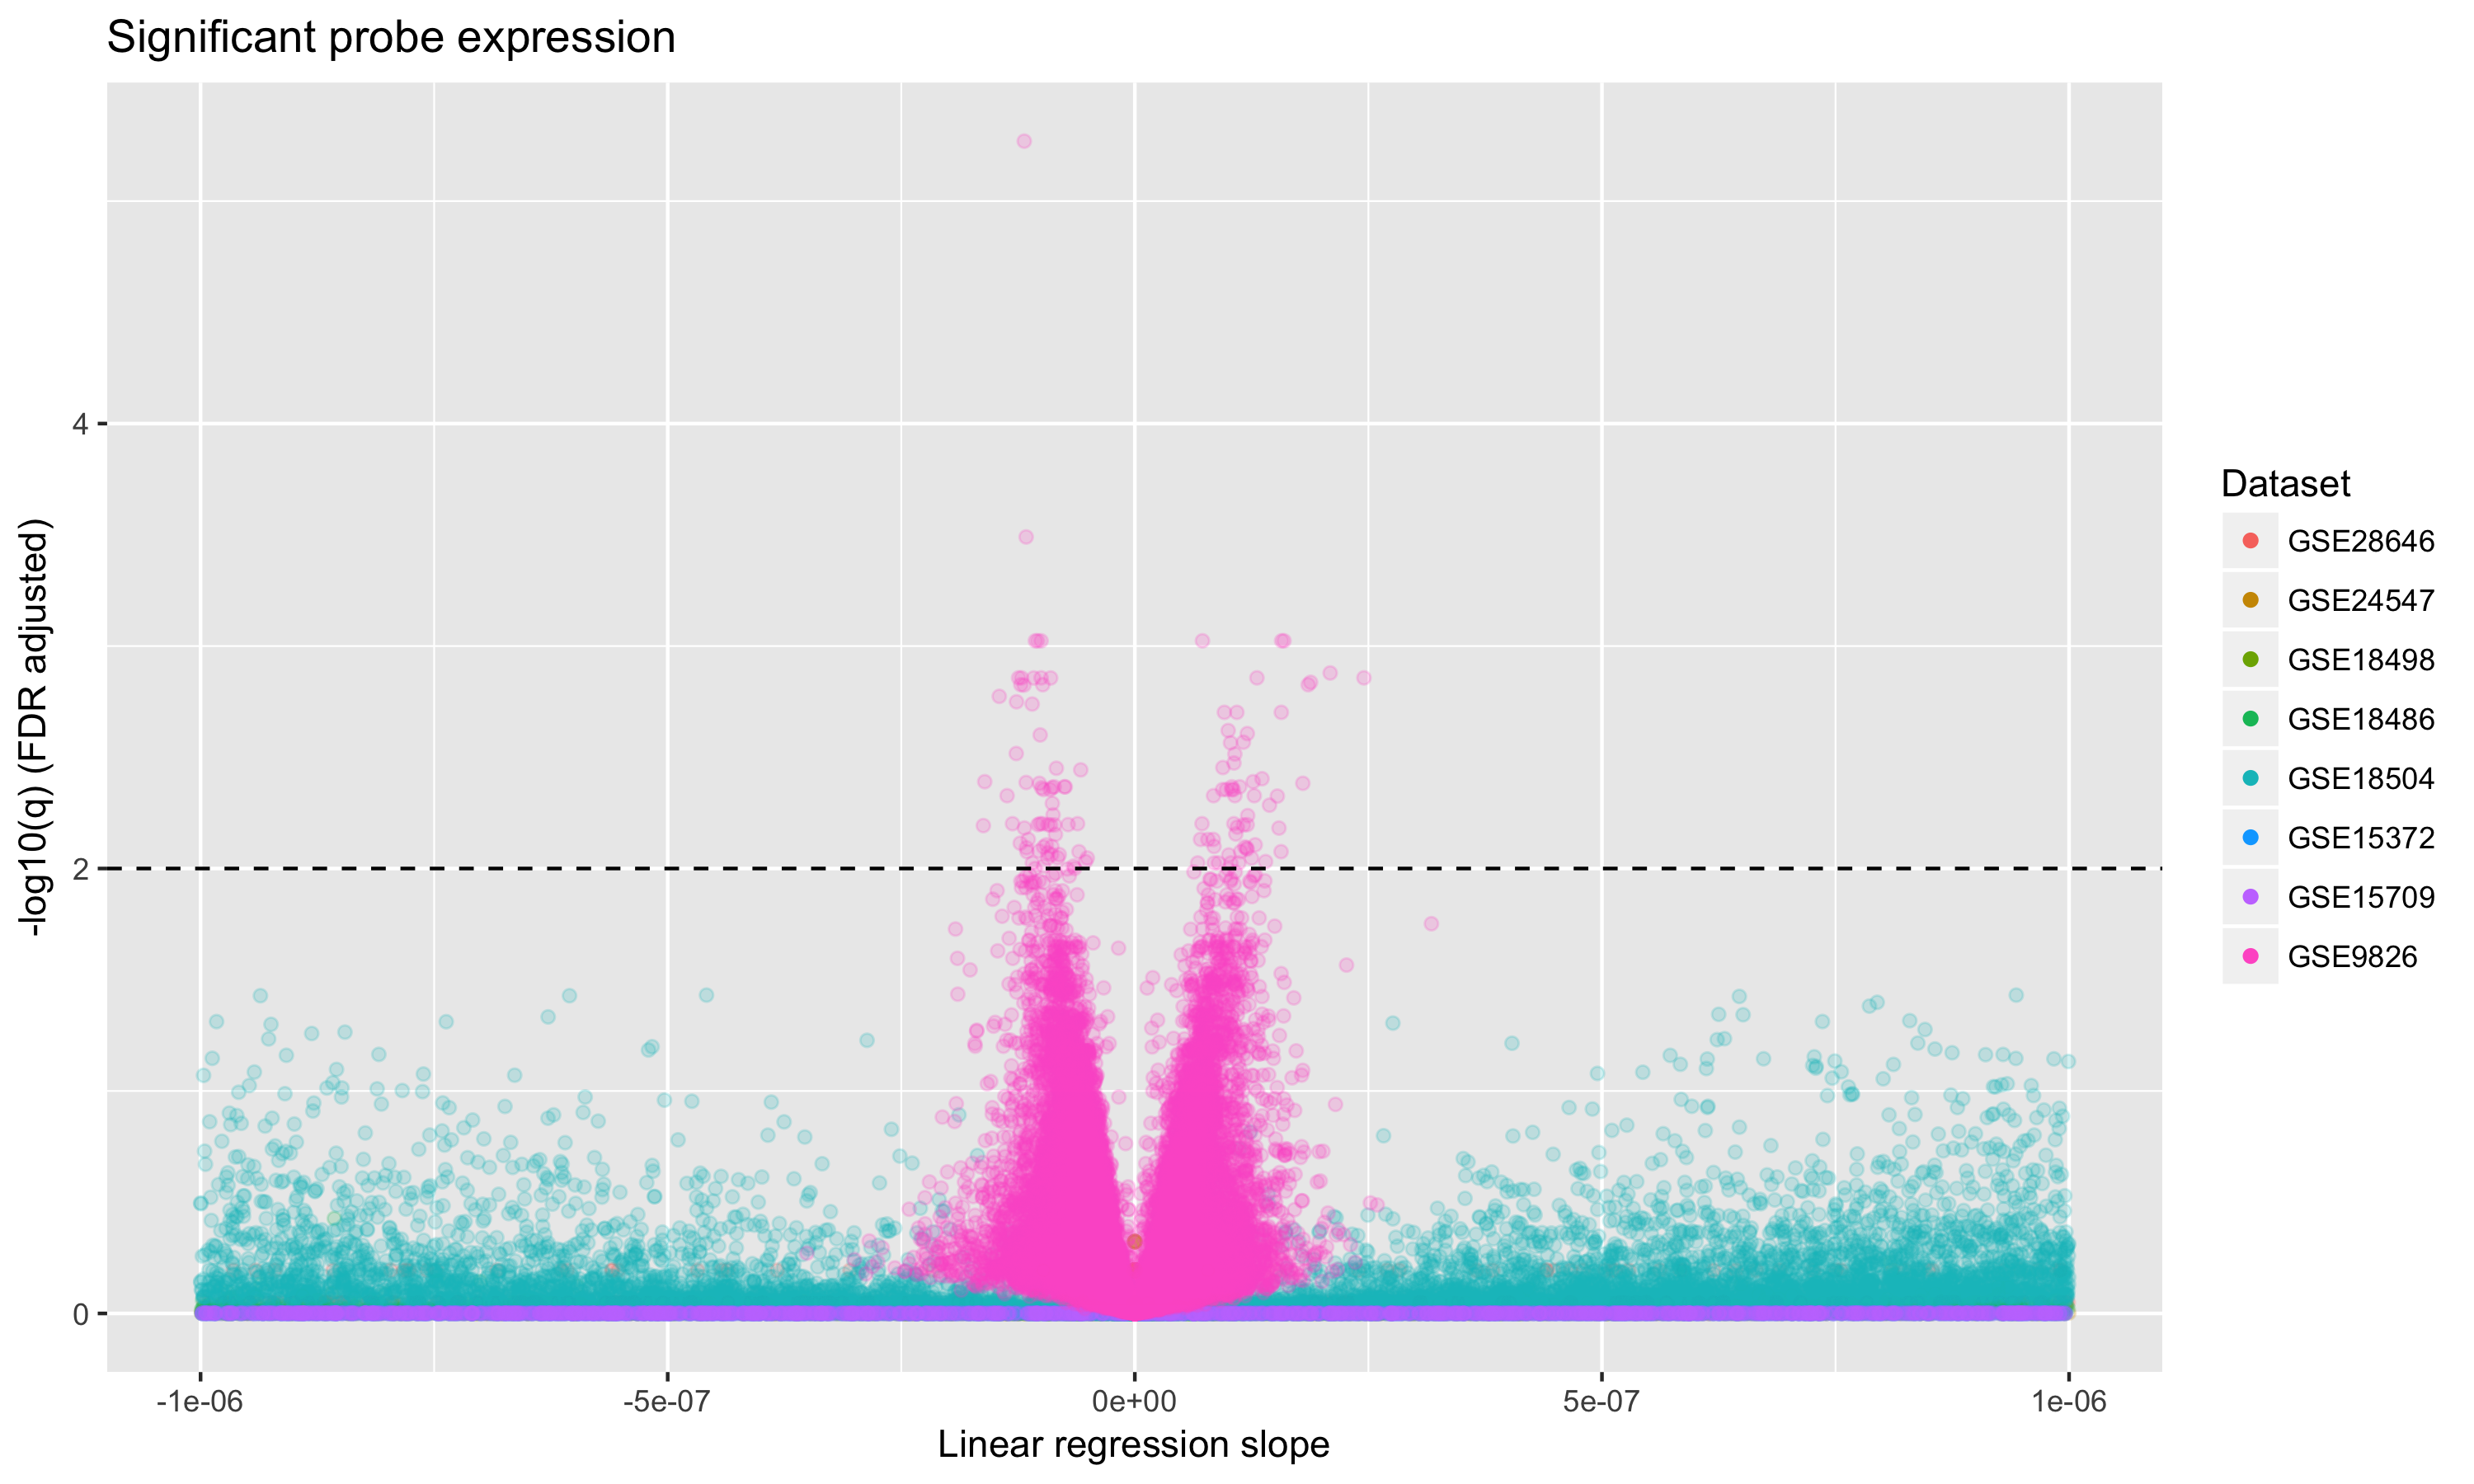 Significant probe expression
-log10(q) (FDR adjusted)
4
2
0
-1e-06
-5e-07
0e+00
5e-07
1e-06
Linear regression slope
Dataset
GSE28646
GSE24547
GSE18498
GSE18486
GSE18504
GSE15372
GSE15709
GSE9826